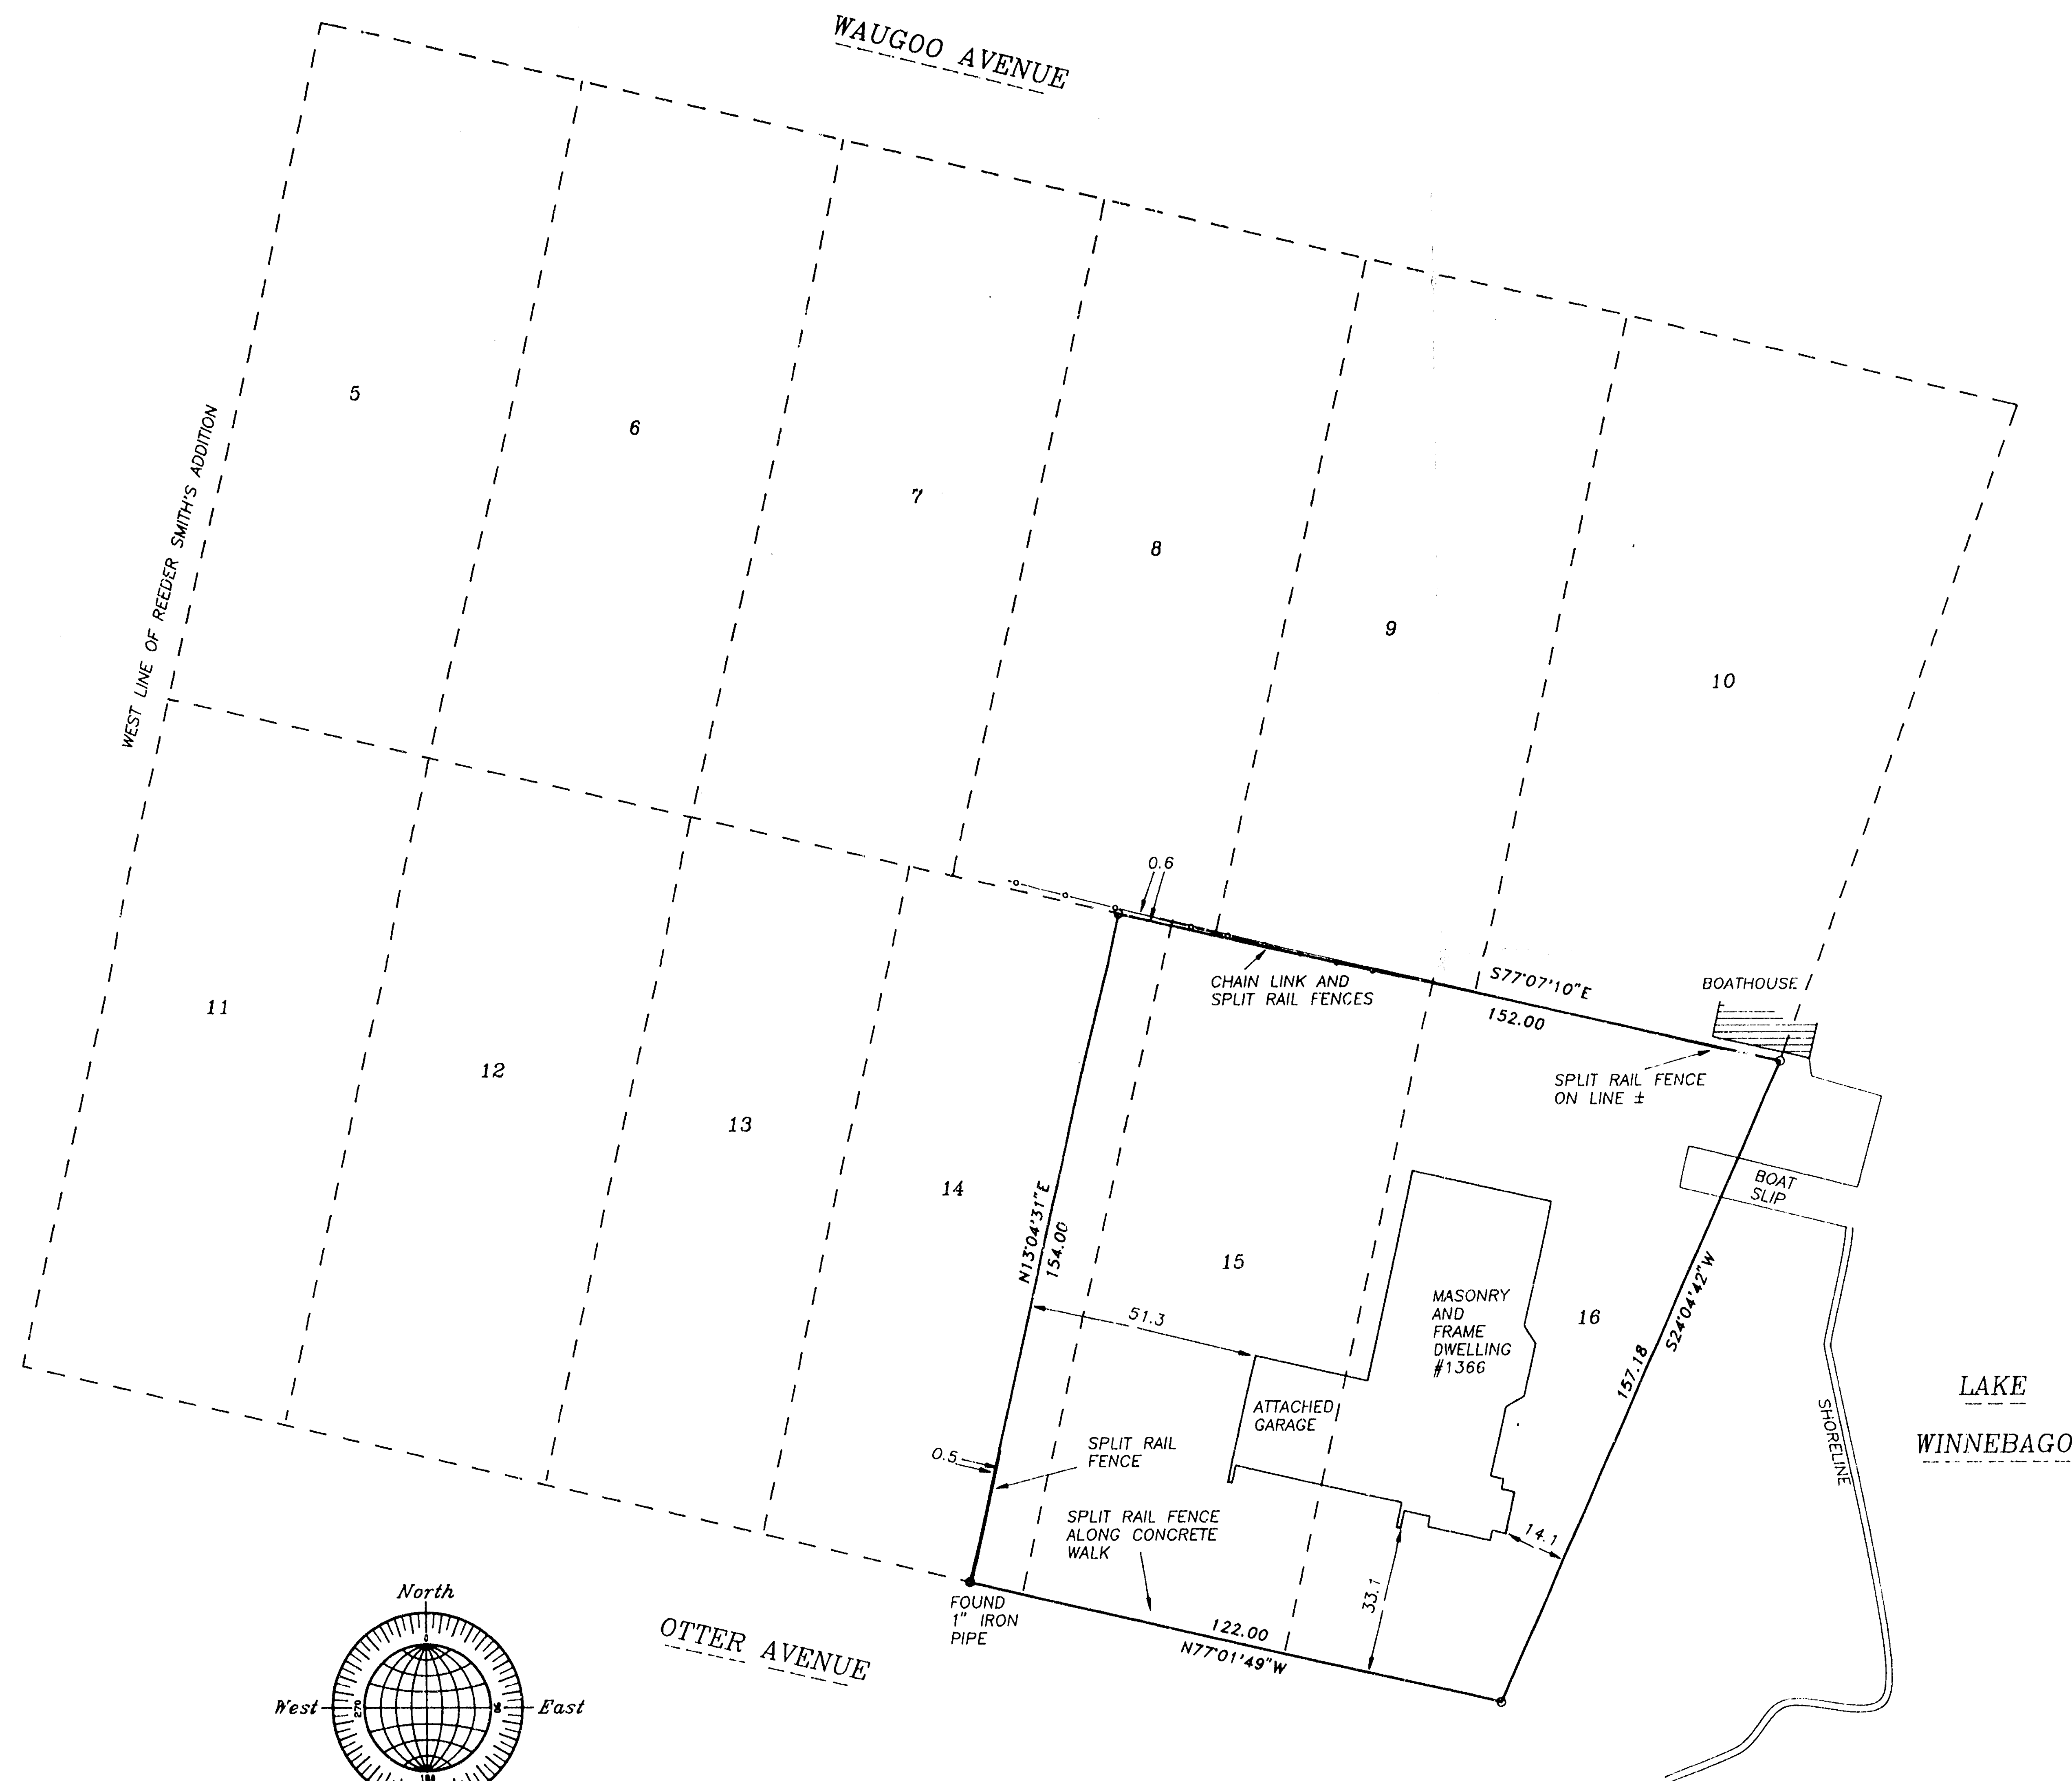 WAUGOO AVENUE
5
6
7
8
9
10
WEST LINE OF REEDER SMITH'S ADDITION
0.6
CHAIN LINK AND
SPLIT RAIL FENCES
S77°07'10"E
152.00
BOATHOUSE
SPLIT RAIL FENCE
ON LINE ±
11
12
13
14
15
16
N13°04'31"E
154.00
BOAT
SLIP
51.3
MASONRY
AND
FRAME
DWELLING
#1366
S24°04'42"W
157.18
ATTACHED
GARAGE
LAKE
WINNEBAGO
SHORELINE
0.5
SPLIT RAIL
FENCE
SPLIT RAIL FENCE
ALONG CONCRETE
WALK
14.1
33.1
FOUND
1" IRON
PIPE
122.00
N77°01'49"W
OTTER AVENUE
North
0
West
270
90
East
180